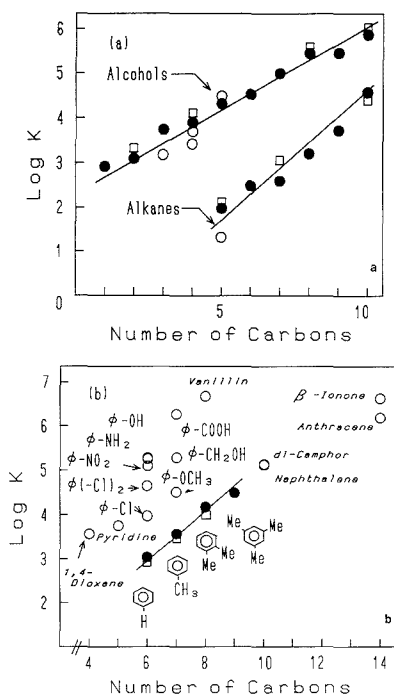 (a)
Alcohols
Alkanes
Log K
6
5
4
3
2
1
0
5
10
a
Number of Carbons
(b)
Vanillin
β-Ionone
Anthracene
ϕ-OH
ϕ-COOH
ϕ-NH2
ϕ-CH2OH
dl-Camphor
ϕ-NO2
ϕ-OCH3
Naphthalene
ϕ(-Cl)2
ϕ-Cl
Pyridine
1,4-
Dioxane
Me
Me
Me
Me
Me
CH3
H
Log K
7
6
5
4
3
2
b
4
6
8
10
12
14
Number of Carbons